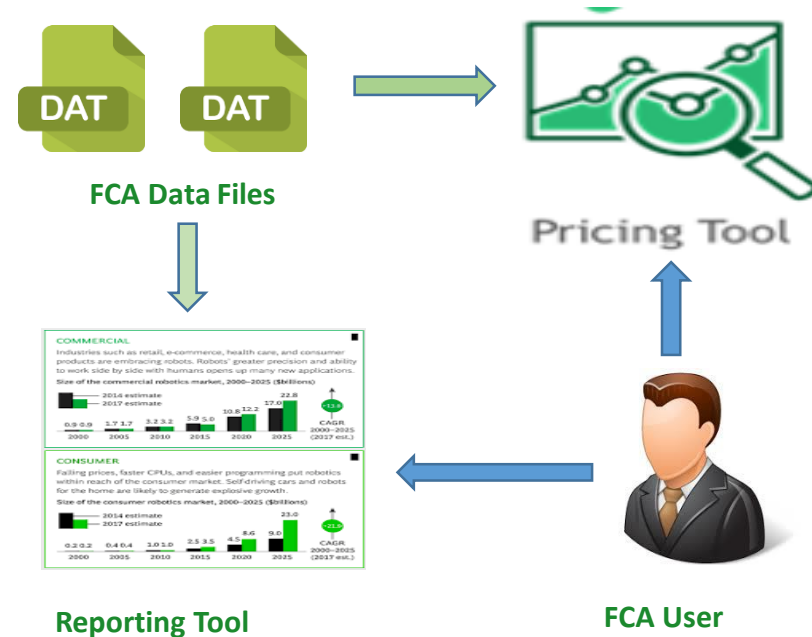 DAT
DAT
FCA Data Files
Pricing Tool
COMMERCIAL
Industries such as retail, e-commerce, health care, and consumer
products are embracing robots. Robots' greater precision and ability
to work side by side with humans opens up many new applications.
Size of the commercial robotics market, 2000–2025 ($billions)
2014 estimate
2017 estimate
0.9 0.9
1.7 1.7
3.2 3.2
5.9 5.0
10.8 12.2
17.0 22.8
2000 2005 2010 2015 2020 2025
CAGR
2000–2025
(2017 est.)
CONSUMER
Falling prices, faster CPUs, and easier programming put robotics
within reach of the consumer market. Self-driving cars and robots
for the home are likely to generate explosive growth.
Size of the consumer robotics market, 2000–2025 ($billions)
2014 estimate
2017 estimate
0.2 0.2
0.4 0.4
1.0 1.0
2.5 3.5
4.5 8.6
9.0 23.0
2000 2005 2010 2015 2020 2025
CAGR
2000–2025
(2017 est.)
Reporting Tool
FCA User